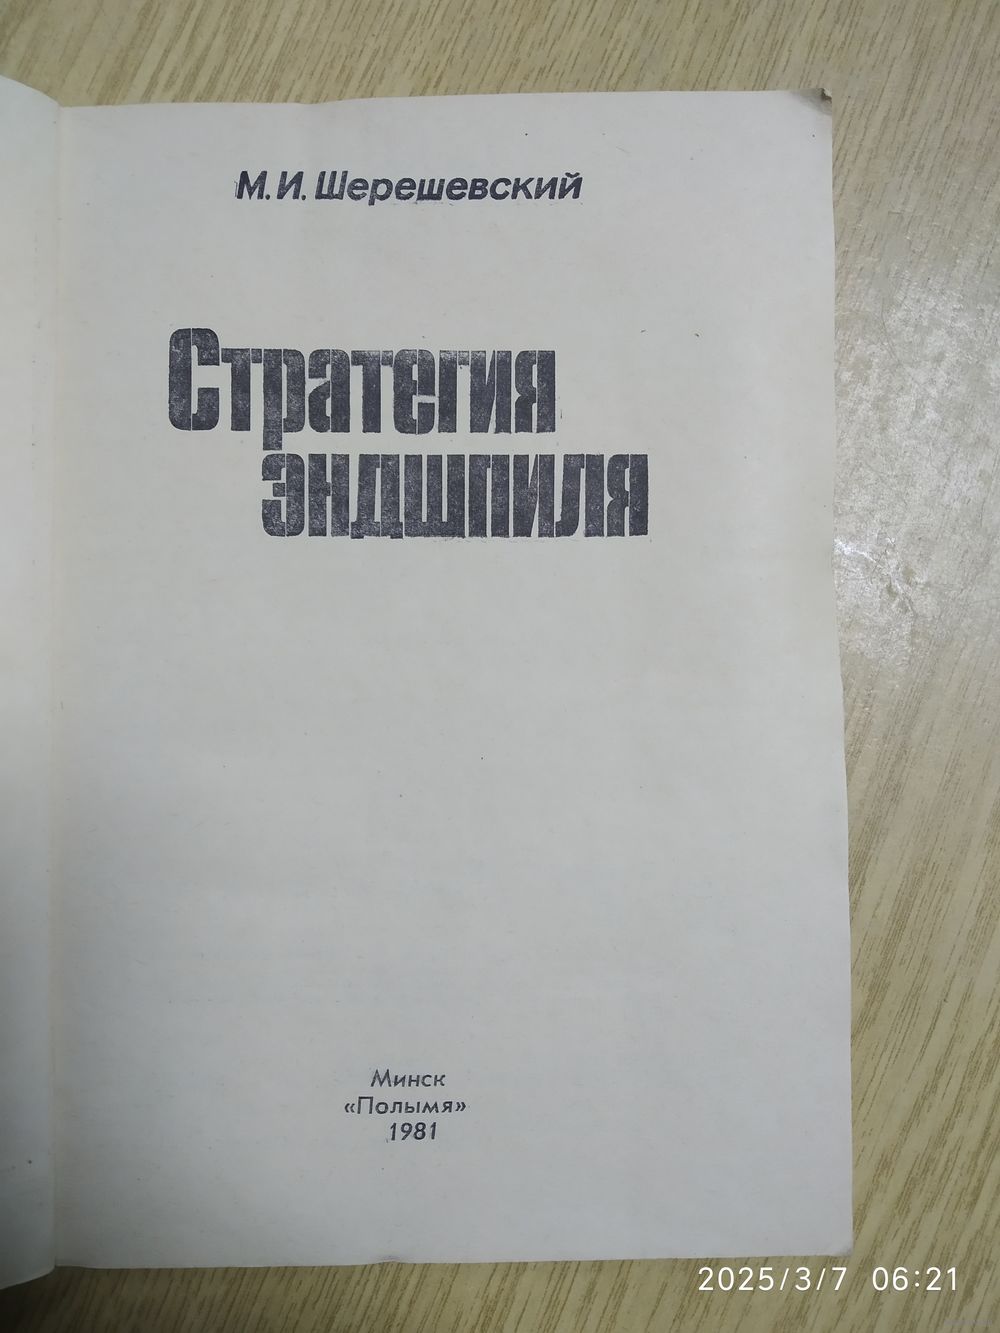 М. И. Шерешевский
Стратегия
эндшпиля
Минск
«Полымя»
1981
2025/3/7 06:21